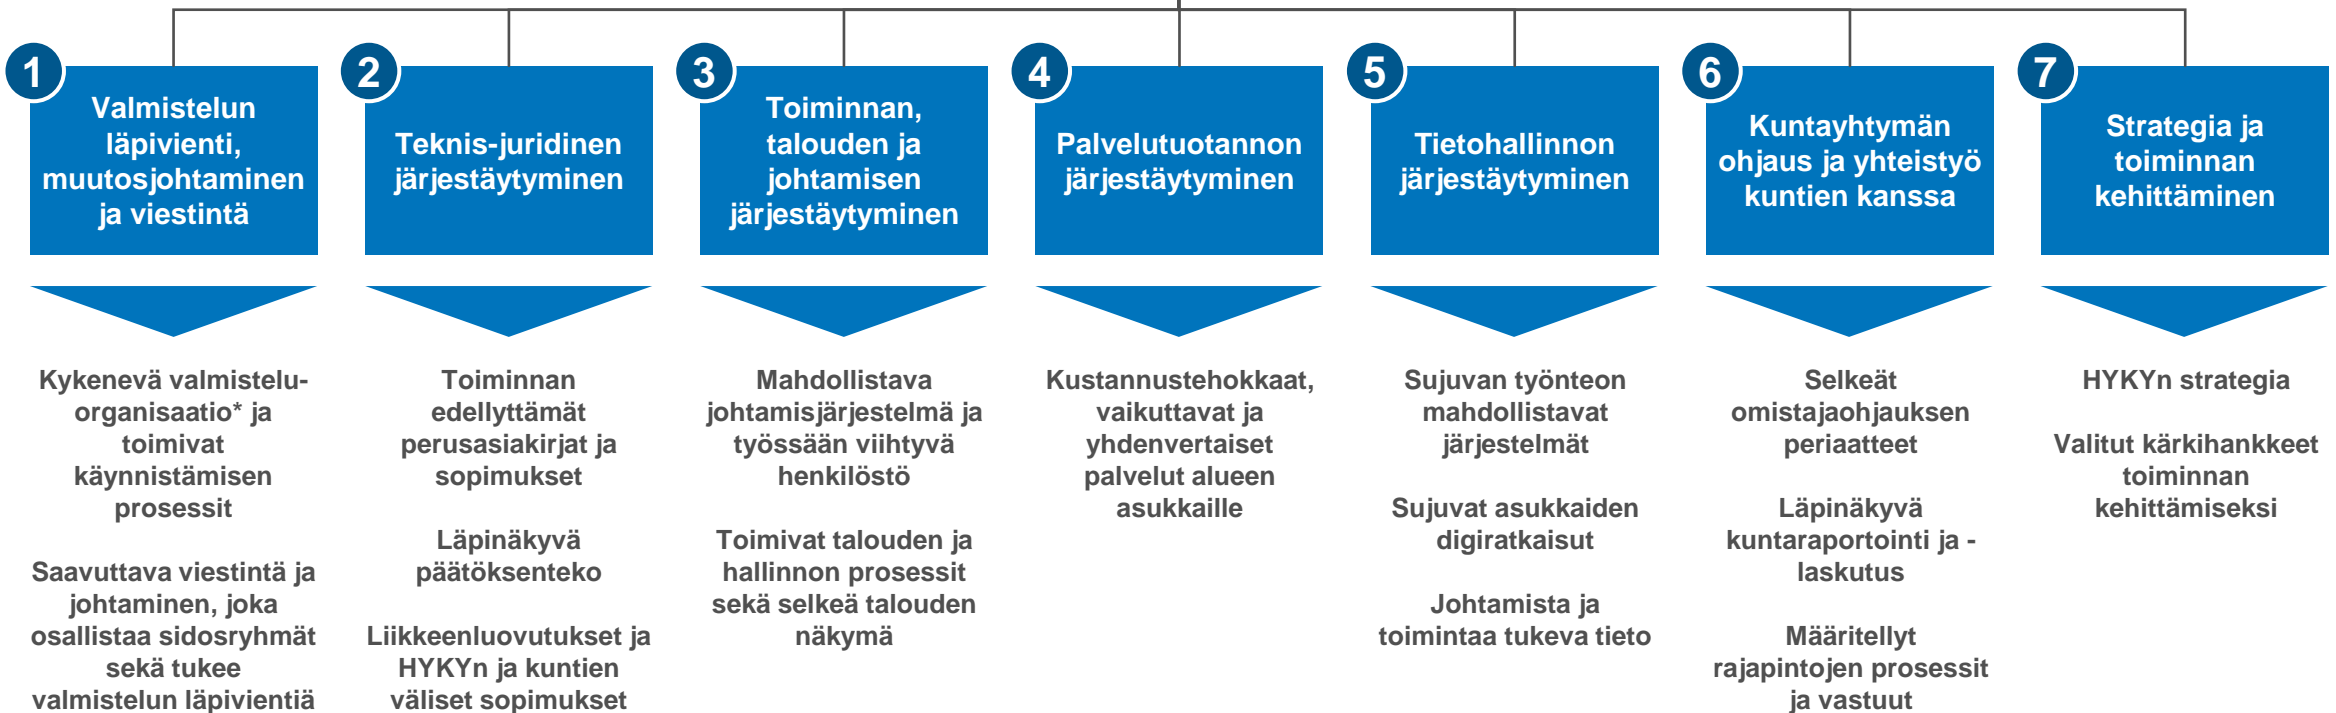 1
Valmistelun
läpivienti,
muutosjohtaminen
ja viestintä
Kykenevä valmistelu-
organisaatio* ja
toimivat
käynnistämisen
prosessit
Saavuttava viestintä ja
johtaminen, joka
osallistaa sidosryhmät
sekä tukee
valmistelun läpivientiä
2
Teknis-juridinen
järjestäytyminen
Toiminnan
edellyttämät
perusasiakirjat ja
sopimukset
Läpinäkyvä
päätöksenteko
Liikkeenluovutukset ja
HYKYn ja kuntien
väliset sopimukset
3
Toiminnan,
talouden ja
johtamisen
järjestäytyminen
Mahdollistava
johtamisjärjestelmä ja
työssään viihtyvä
henkilöstö
Toimivat talouden ja
hallinnon prosessit
sekä selkeä talouden
näkymä
4
Palvelutuotannon
järjestäytyminen
Kustannustehokkaat,
vaikuttavat ja
yhdenvertaiset
palvelut alueen
asukkaille
5
Tietohallinnon
järjestäytyminen
Sujuvan työnteon
mahdollistavat
järjestelmät
Sujuvat asukkaiden
digiratkaisut
Johtamista ja
toimintaa tukeva tieto
6
Kuntayhtymän
ohjaus ja yhteistyö
kuntien kanssa
Selkeät
omistajaohjauksen
periaatteet
Läpinäkyvä
kuntaraportointi ja -
laskutus
Määritellyt
rajapintojen prosessit
ja vastuut
7
Strategia ja
toiminnan
kehittäminen
HYKYn strategia
Valitut kärkihankkeet
toiminnan
kehittämiseksi